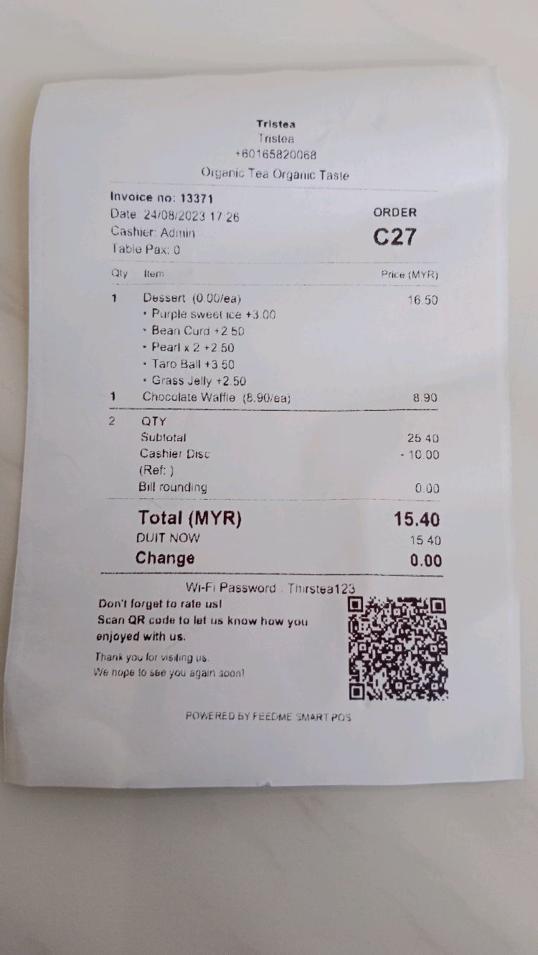 Tristea
Tristea
+60165820068
Organic Tea Organic Taste
Invoice no: 13371
Date: 24/08/2023 17:26
Cashier: Admin
Table Pax: 0
ORDER
C27
Qty Item Price (MYR)
1 Dessert (0.00/ea) 16.50
• Purple sweet ice +3.00
• Bean Curd +2.50
• Pearl x 2 +2.50
• Taro Ball +3.50
• Grass Jelly +2.50
1 Chocolate Waffle (8.90/ea) 8.90
2 QTY
Subtotal 25.40
Cashier Disc - 10.00
(Ref: )
Bill rounding 0.00
Total (MYR) 15.40
DUIT NOW 15.40
Change 0.00
Wi-Fi Password : Thirstea123
Don't forget to rate us!
Scan QR code to let us know how you
enjoyed with us.
Thank you for visiting us.
We hope to see you again soon!
POWERED BY FEEDME SMART POS